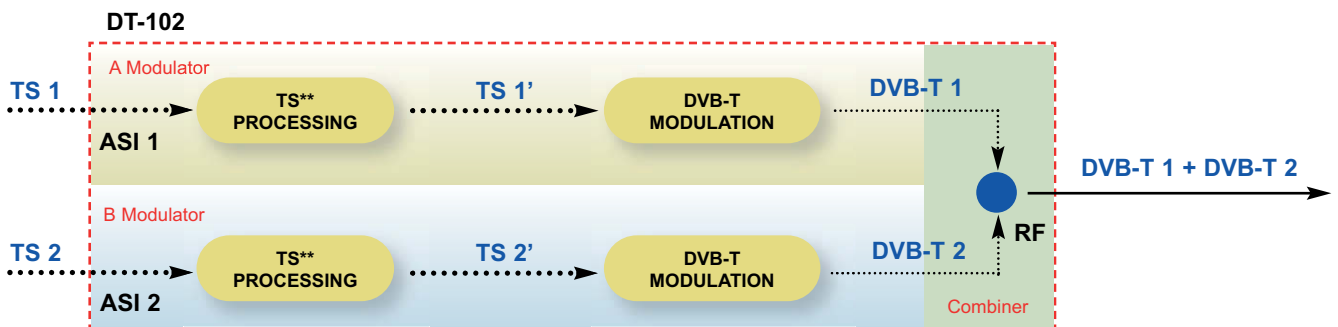 DT-102
A Modulator
TS 1
ASI 1
TS**
PROCESSING
TS 1’
DVB-T
MODULATION
DVB-T 1
DVB-T 1 + DVB-T 2
RF
B Modulator
TS 2
ASI 2
TS**
PROCESSING
TS 2’
DVB-T
MODULATION
DVB-T 2
Combiner